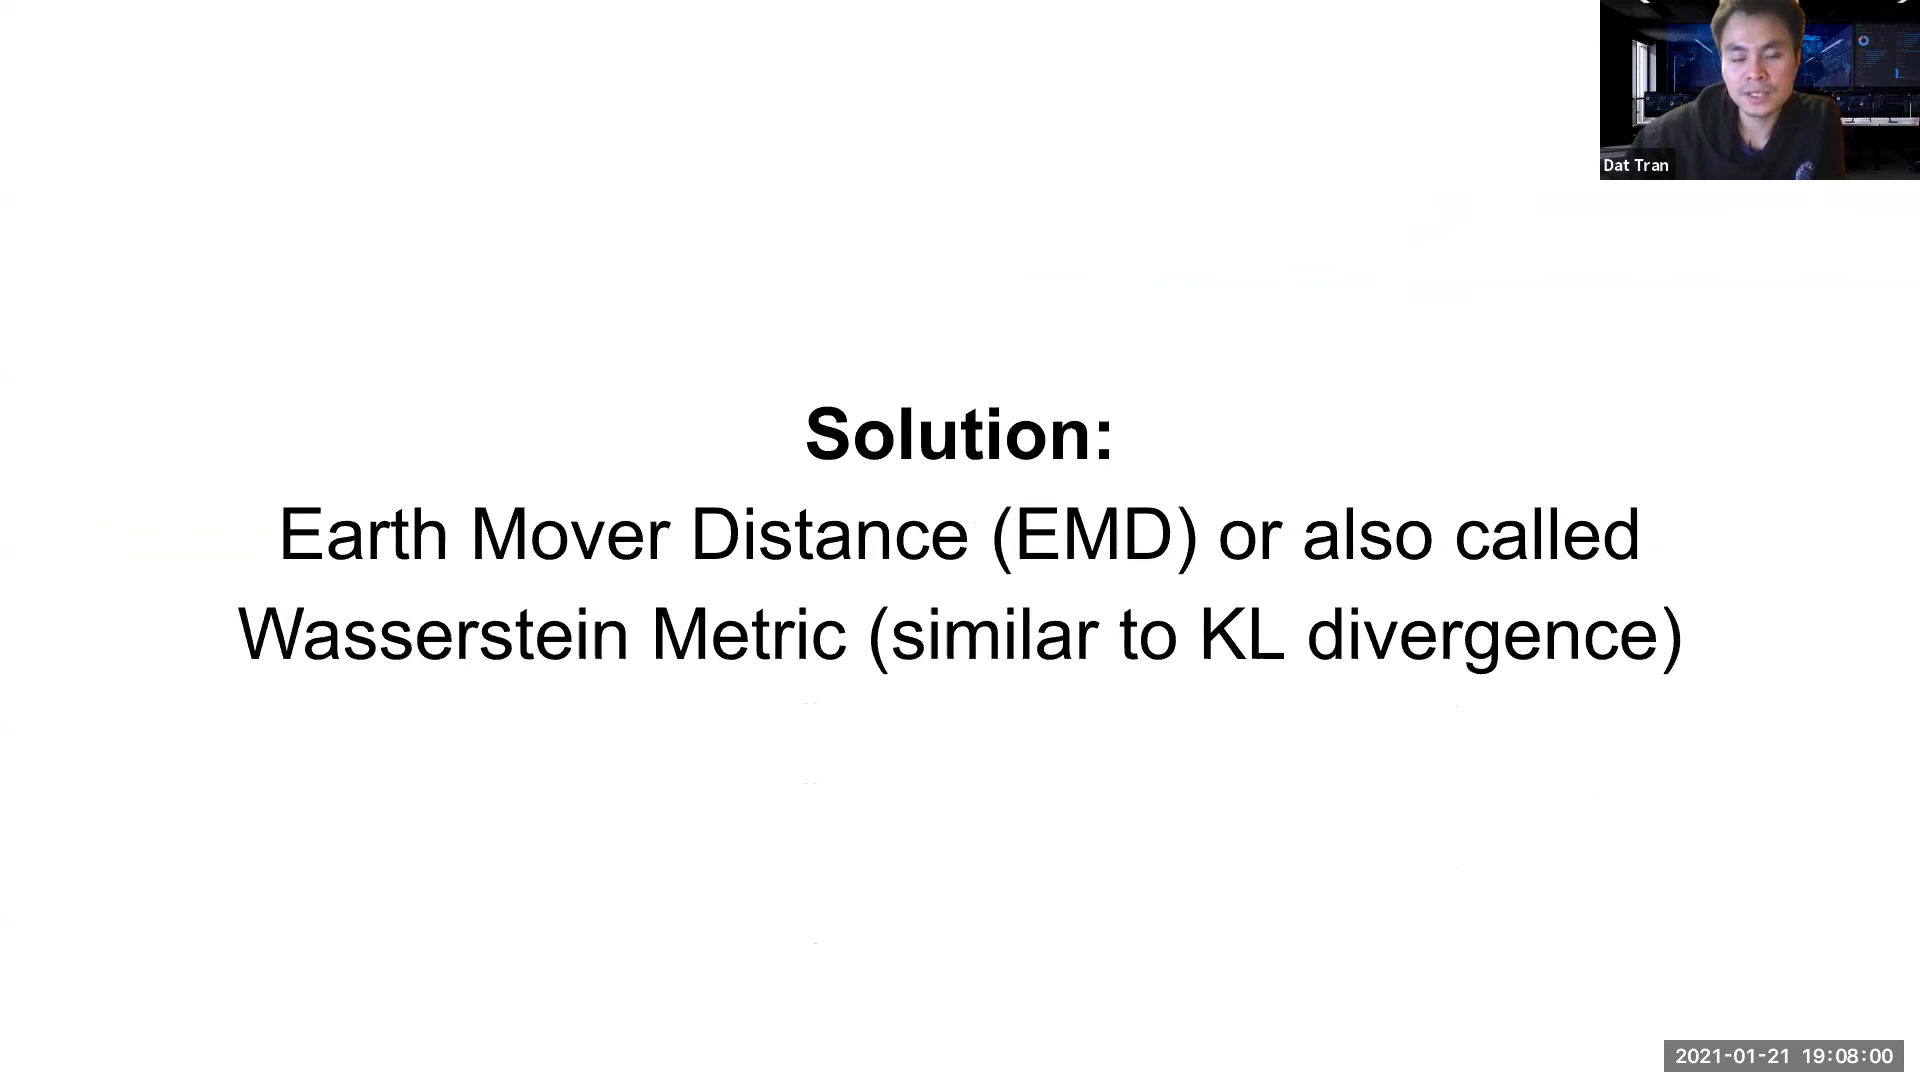 Dat Tran
Solution:
Earth Mover Distance (EMD) or also called
Wasserstein Metric (similar to KL divergence)
2021-01-21 19:08:00